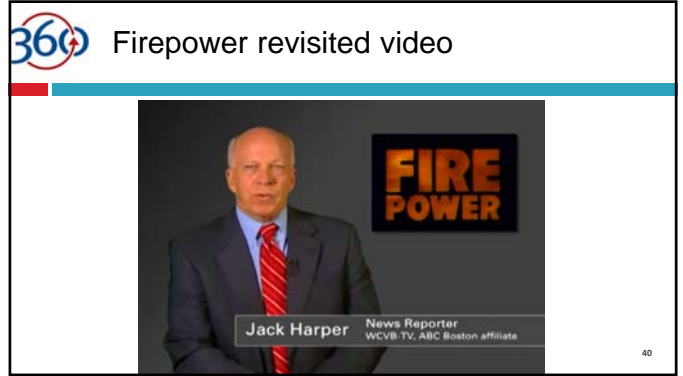 360 Firepower revisited video
FIRE
POWER
Jack Harper
News Reporter
WCVB-TV, ABC Boston affiliate
40